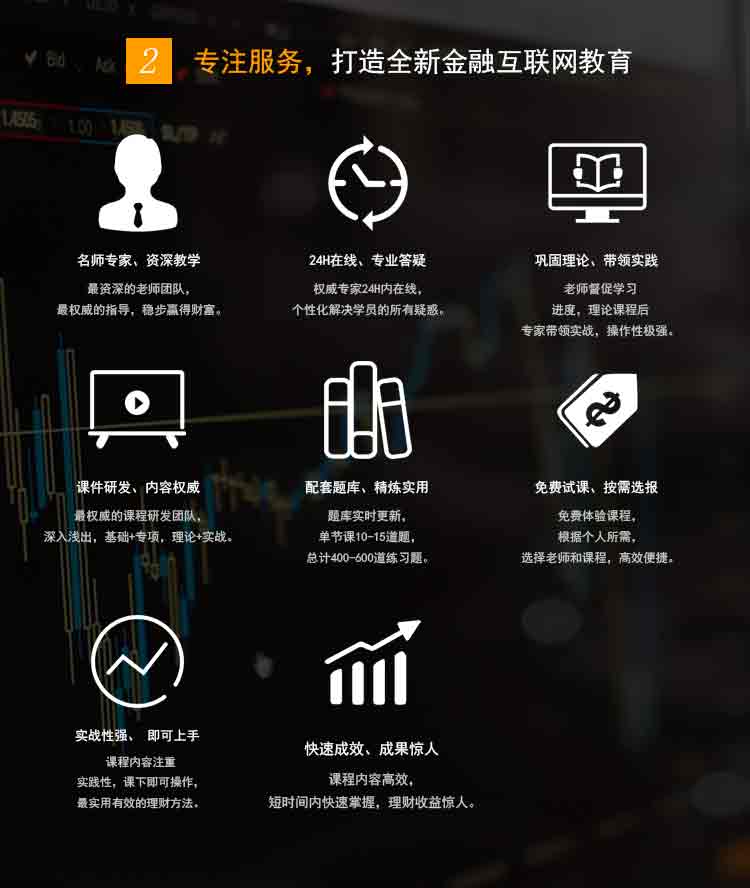 2 专注服务，打造全新金融互联网教育
Bid Ask
1.00
名师专家、资深教学
最资深的老师团队，
最权威的指导，稳步赢得财富。
24H在线、专业答疑
权威专家24H内在线，
个性化解决学员的所有疑惑。
巩固理论、带领实践
老师督促学习
进度，理论课程后
专家带领实战，操作性极强。
课件研发、内容权威
最权威的课程研发团队，
深入浅出，基础+专项，理论+实战。
配套题库、精炼实用
题库实时更新，
单节课10-15道题，
总计400-600道练习题。
免费试课、按需选报
免费体验课程，
根据个人所需，
选择老师和课程，高效便捷。
实战性强、 即可上手
课程内容注重
实践性，课下即可操作，
最实用有效的理财方法。
快速成效、成果惊人
课程内容高效，
短时间内快速掌握，理财收益惊人。